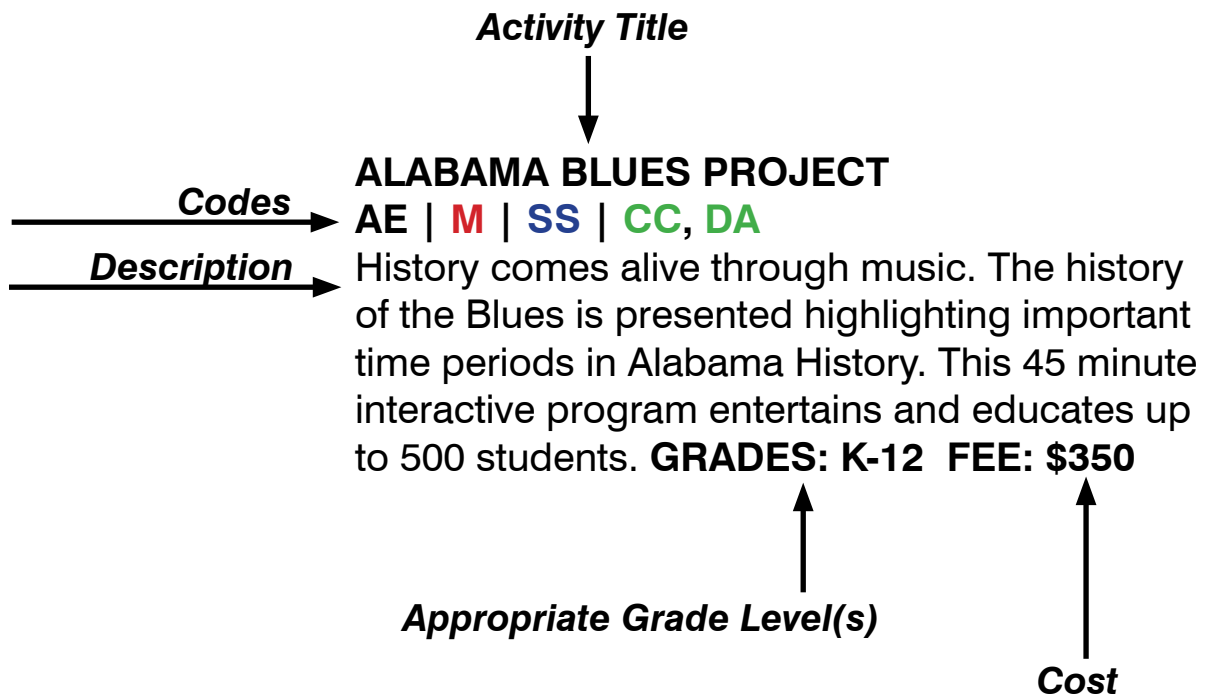 Activity Title
ALABAMA BLUES PROJECT
Codes
AE | M | SS | CC, DA
Description
History comes alive through music. The history
of the Blues is presented highlighting important
time periods in Alabama History. This 45 minute
interactive program entertains and educates up
to 500 students. GRADES: K-12 FEE: $350
Appropriate Grade Level(s)
Cost